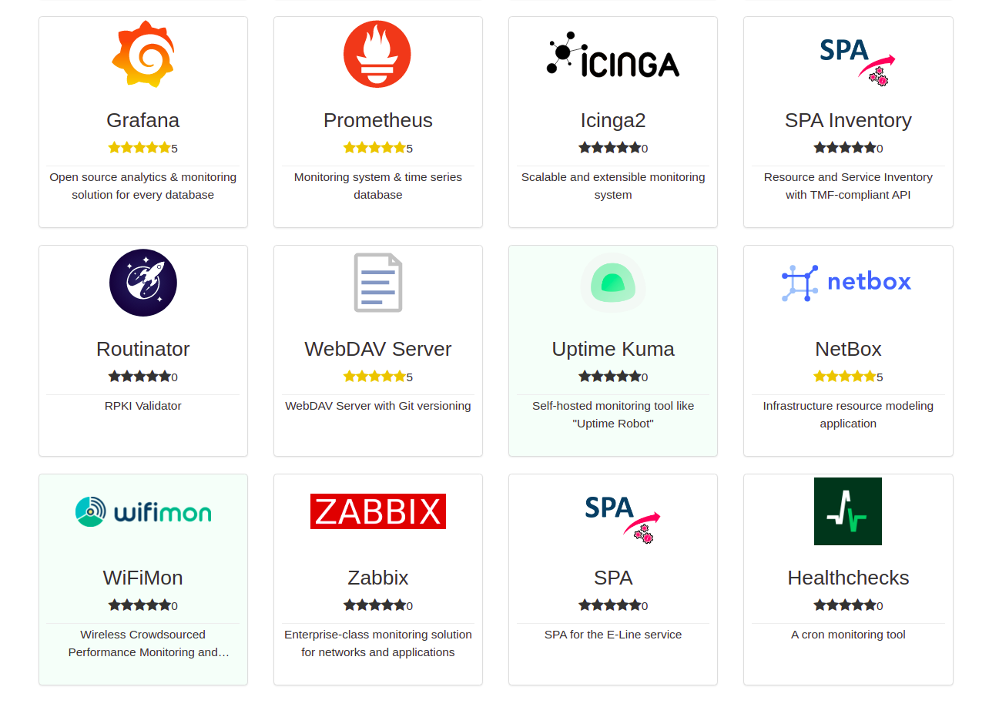 Grafana
5
Open source analytics & monitoring
solution for every database
Prometheus
5
Monitoring system & time series
database
ICINGA
Icinga2
0
Scalable and extensible monitoring
system
SPA
SPA Inventory
0
Resource and Service Inventory
with TMF-compliant API
Routinator
0
RPKI Validator
WebDAV Server
5
WebDAV Server with Git versioning
Uptime Kuma
0
Self-hosted monitoring tool like
"Uptime Robot"
netbox
NetBox
5
Infrastructure resource modeling
application
wifimon
WiFiMon
0
Wireless Crowdsourced
Performance Monitoring and…
ZABBIX
Zabbix
0
Enterprise-class monitoring solution
for networks and applications
SPA
SPA
0
SPA for the E-Line service
Healthchecks
0
A cron monitoring tool